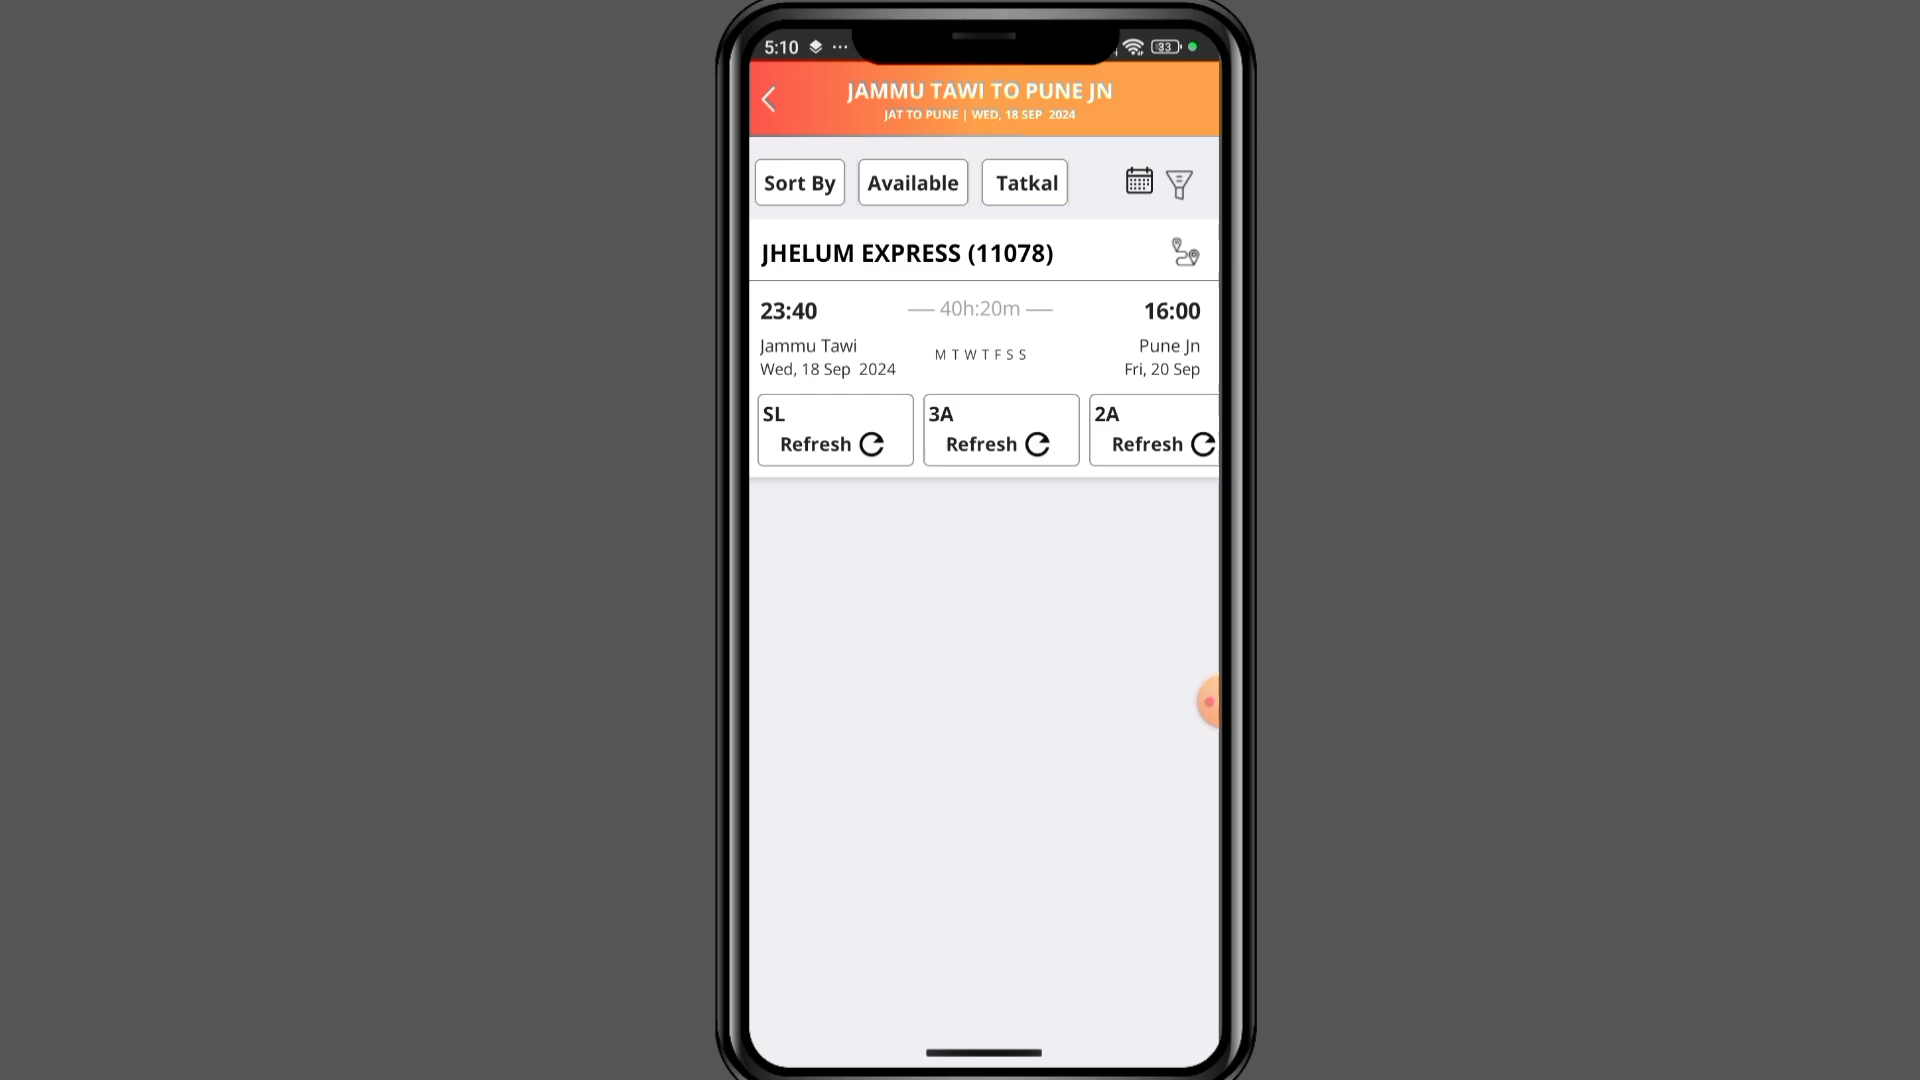 5:10
33
JAMMU TAWI TO PUNE JN
JAT TO PUNE | WED, 18 SEP 2024
Sort By Available Tatkal
JHELUM EXPRESS (11078)
23:40 40h:20m 16:00
Jammu Tawi M T W T F S S Pune Jn
Wed, 18 Sep 2024 Fri, 20 Sep
SL 3A 2A
Refresh Refresh Refresh